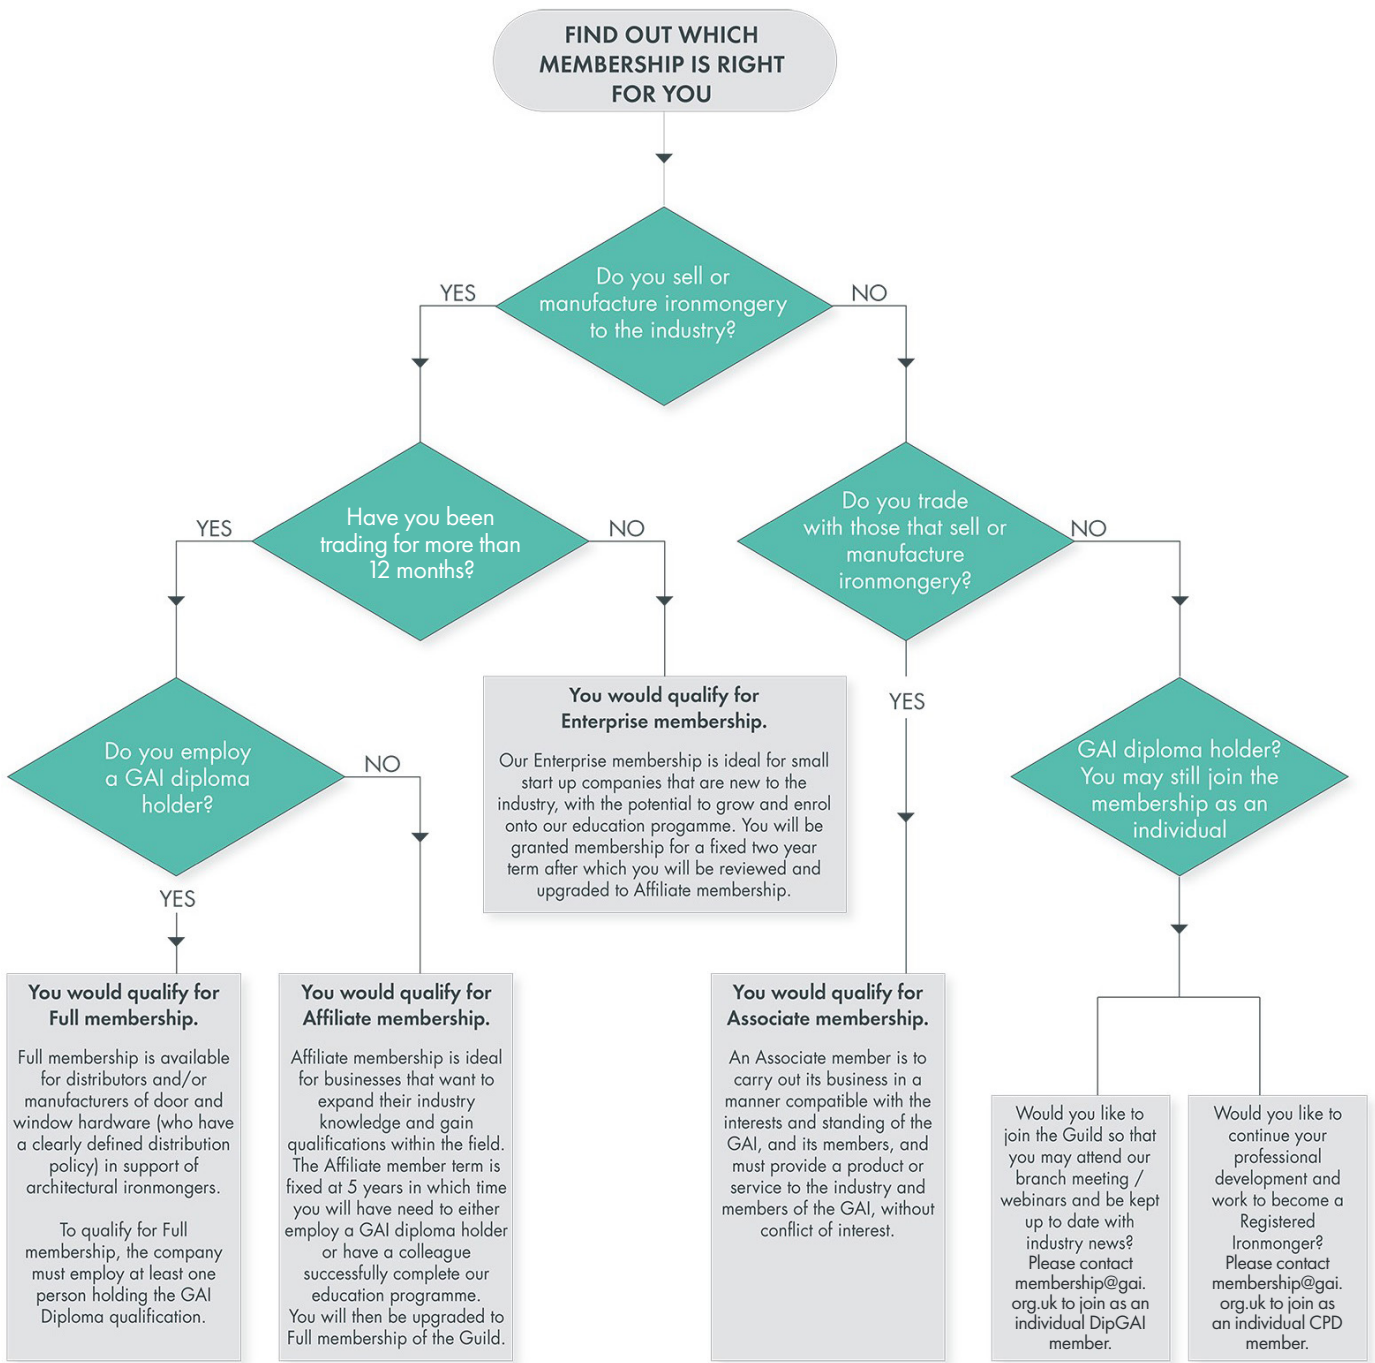 FIND OUT WHICH
MEMBERSHIP IS RIGHT
FOR YOU
Do you sell or
manufacture ironmongery
to the industry?
YES
NO
Have you been
trading for more than
12 months?
YES
NO
Do you trade
with those that sell or
manufacture
ironmongery?
NO
YES
Do you employ
a GAI diploma
holder?
NO
YES
You would qualify for
Enterprise membership.
Our Enterprise membership is ideal for small
start up companies that are new to the
industry, with the potential to grow and enrol
onto our education progamme. You will be
granted membership for a fixed two year
term after which you will be reviewed and
upgraded to Affiliate membership.
GAI diploma holder?
You may still join the
membership as an
individual
You would qualify for
Full membership.
Full membership is available
for distributors and/or
manufacturers of door and
window hardware (who have
a clearly defined distribution
policy) in support of
architectural ironmongers.
To qualify for Full
membership, the company
must employ at least one
person holding the GAI
Diploma qualification.
You would qualify for
Affiliate membership.
Affiliate membership is ideal
for businesses that want to
expand their industry
knowledge and gain
qualifications within the field.
The Affiliate member term is
fixed at 5 years in which time
you will have need to either
employ a GAI diploma holder
or have a colleague
successfully complete our
education programme.
You will then be upgraded to
Full membership of the Guild.
You would qualify for
Associate membership.
An Associate member is to
carry out its business in a
manner compatible with the
interests and standing of the
GAI, and its members, and
must provide a product or
service to the industry and
members of the GAI, without
conflict of interest.
Would you like to
join the Guild so that
you may attend our
branch meeting /
webinars and be kept
up to date with
industry news?
Please contact
membership@gai.
org.uk to join as an
individual DipGAI
member.
Would you like to
continue your
professional
development and
work to become a
Registered
Ironmonger?
Please contact
membership@gai.
org.uk to join as
an individual CPD
member.